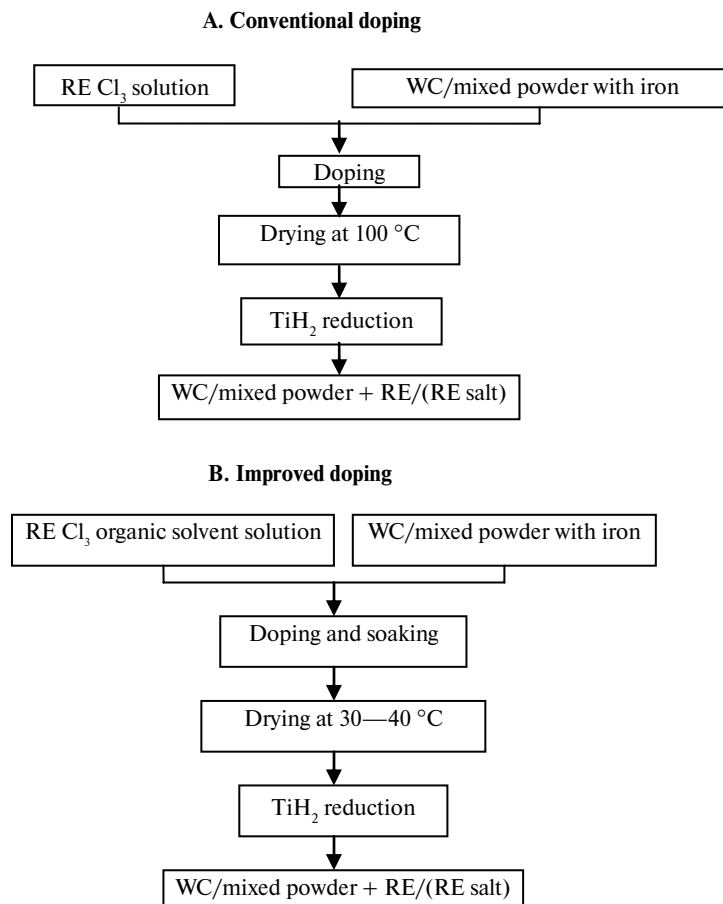 A. Conventional doping
RE Cl₃ solution
WC/mixed powder with iron
Doping
Drying at 100 °C
TiH₂ reduction
WC/mixed powder + RE/(RE salt)
B. Improved doping
RE Cl₃ organic solvent solution
WC/mixed powder with iron
Doping and soaking
Drying at 30—40 °C
TiH₂ reduction
WC/mixed powder + RE/(RE salt)